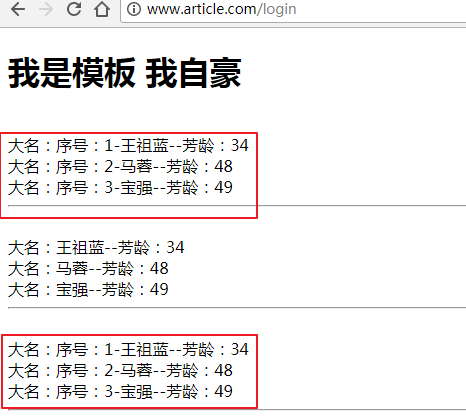 www.article.com/login
我是模板 我自豪
大名：序号：1-王祖蓝--芳龄：34
大名：序号：2-马蓉--芳龄：48
大名：序号：3-宝强--芳龄：49
大名：王祖蓝--芳龄：34
大名：马蓉--芳龄：48
大名：宝强--芳龄：49
大名：序号：1-王祖蓝--芳龄：34
大名：序号：2-马蓉--芳龄：48
大名：序号：3-宝强--芳龄：49